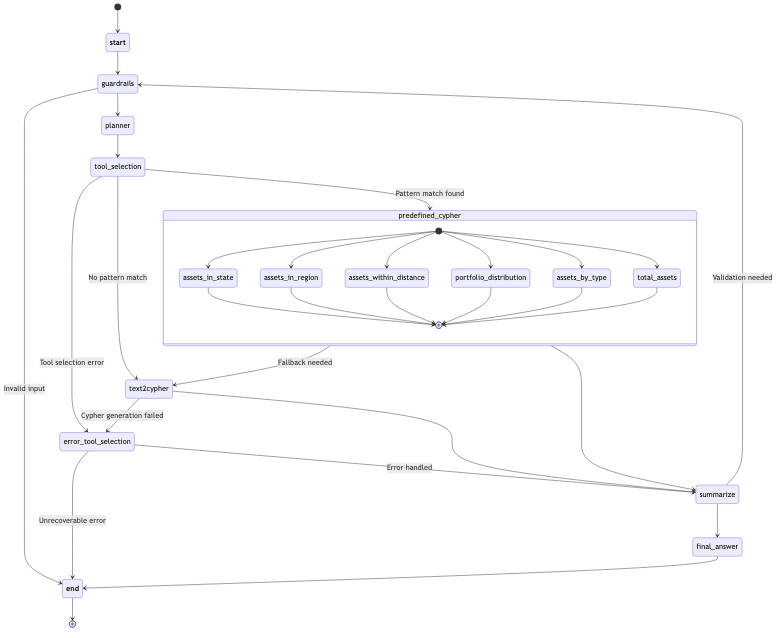 start
guardrails
planner
tool_selection
Pattern match found
predefined_cypher
assets_in_state
assets_in_region
assets_within_distance
portfolio_distribution
assets_by_type
total_assets
No pattern match
Validation needed
Tool selection error
Fallback needed
Invalid input
text2cypher
Cypher generation failed
error_tool_selection
Error handled
summarize
Unrecoverable error
final_answer
end